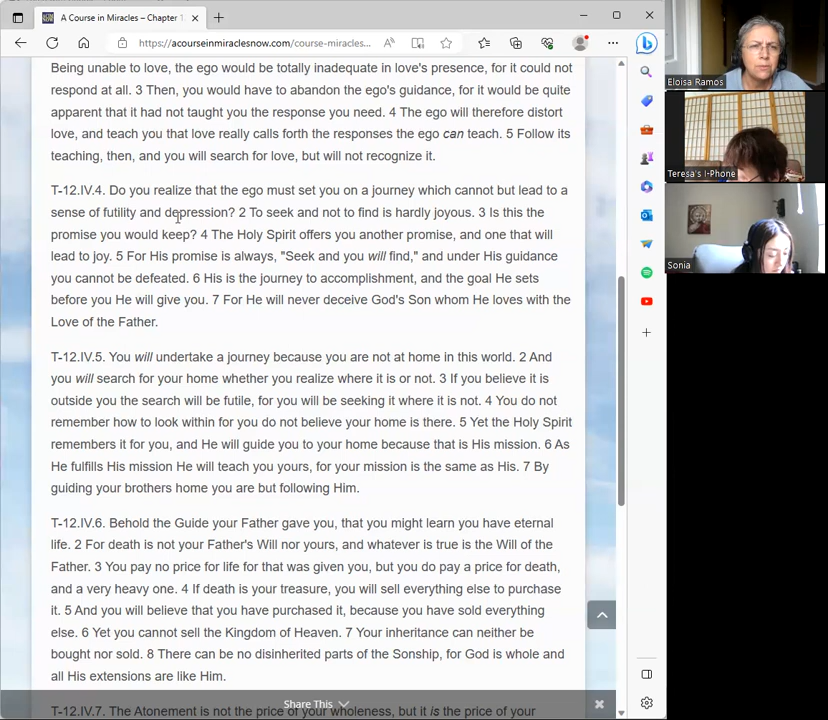 A Course in Miracles – Chapter 1
https://acourseinmiraclesnow.com/course-miracles...
Being unable to love, the ego would be totally inadequate in love's presence, for it could not
respond at all. 3 Then, you would have to abandon the ego's guidance, for it would be quite
apparent that it had not taught you the response you need. 4 The ego will therefore distort
love, and teach you that love really calls forth the responses the ego can teach. 5 Follow its
teaching, then, and you will search for love, but will not recognize it.
T-12.IV.4. Do you realize that the ego must set you on a journey which cannot but lead to a
sense of futility and depression? 2 To seek and not to find is hardly joyous. 3 Is this the
promise you would keep? 4 The Holy Spirit offers you another promise, and one that will
lead to joy. 5 For His promise is always, "Seek and you will find," and under His guidance
you cannot be defeated. 6 His is the journey to accomplishment, and the goal He sets
before you He will give you. 7 For He will never deceive God's Son whom He loves with the
Love of the Father.
T-12.IV.5. You will undertake a journey because you are not at home in this world. 2 And
you will search for your home whether you realize where it is or not. 3 If you believe it is
outside you the search will be futile, for you will be seeking it where it is not. 4 You do not
remember how to look within for you do not believe your home is there. 5 Yet the Holy Spirit
remembers it for you, and He will guide you to your home because that is His mission. 6 As
He fulfills His mission He will teach you yours, for your mission is the same as His. 7 By
guiding your brothers home you are but following Him.
T-12.IV.6. Behold the Guide your Father gave you, that you might learn you have eternal
life. 2 For death is not your Father's Will nor yours, and whatever is true is the Will of the
Father. 3 You pay no price for life for that was given you, but you do pay a price for death,
and a very heavy one. 4 If death is your treasure, you will sell everything else to purchase
it. 5 And you will believe that you have purchased it, because you have sold everything
else. 6 Yet you cannot sell the Kingdom of Heaven. 7 Your inheritance can neither be
bought nor sold. 8 There can be no disinherited parts of the Sonship, for God is whole and
all His extensions are like Him.
T-12.IV.7. The Atonement is not the price of your wholeness, but it is the price of your
Share This
Eloisa Ramos
Teresa's I-Phone
Sonia